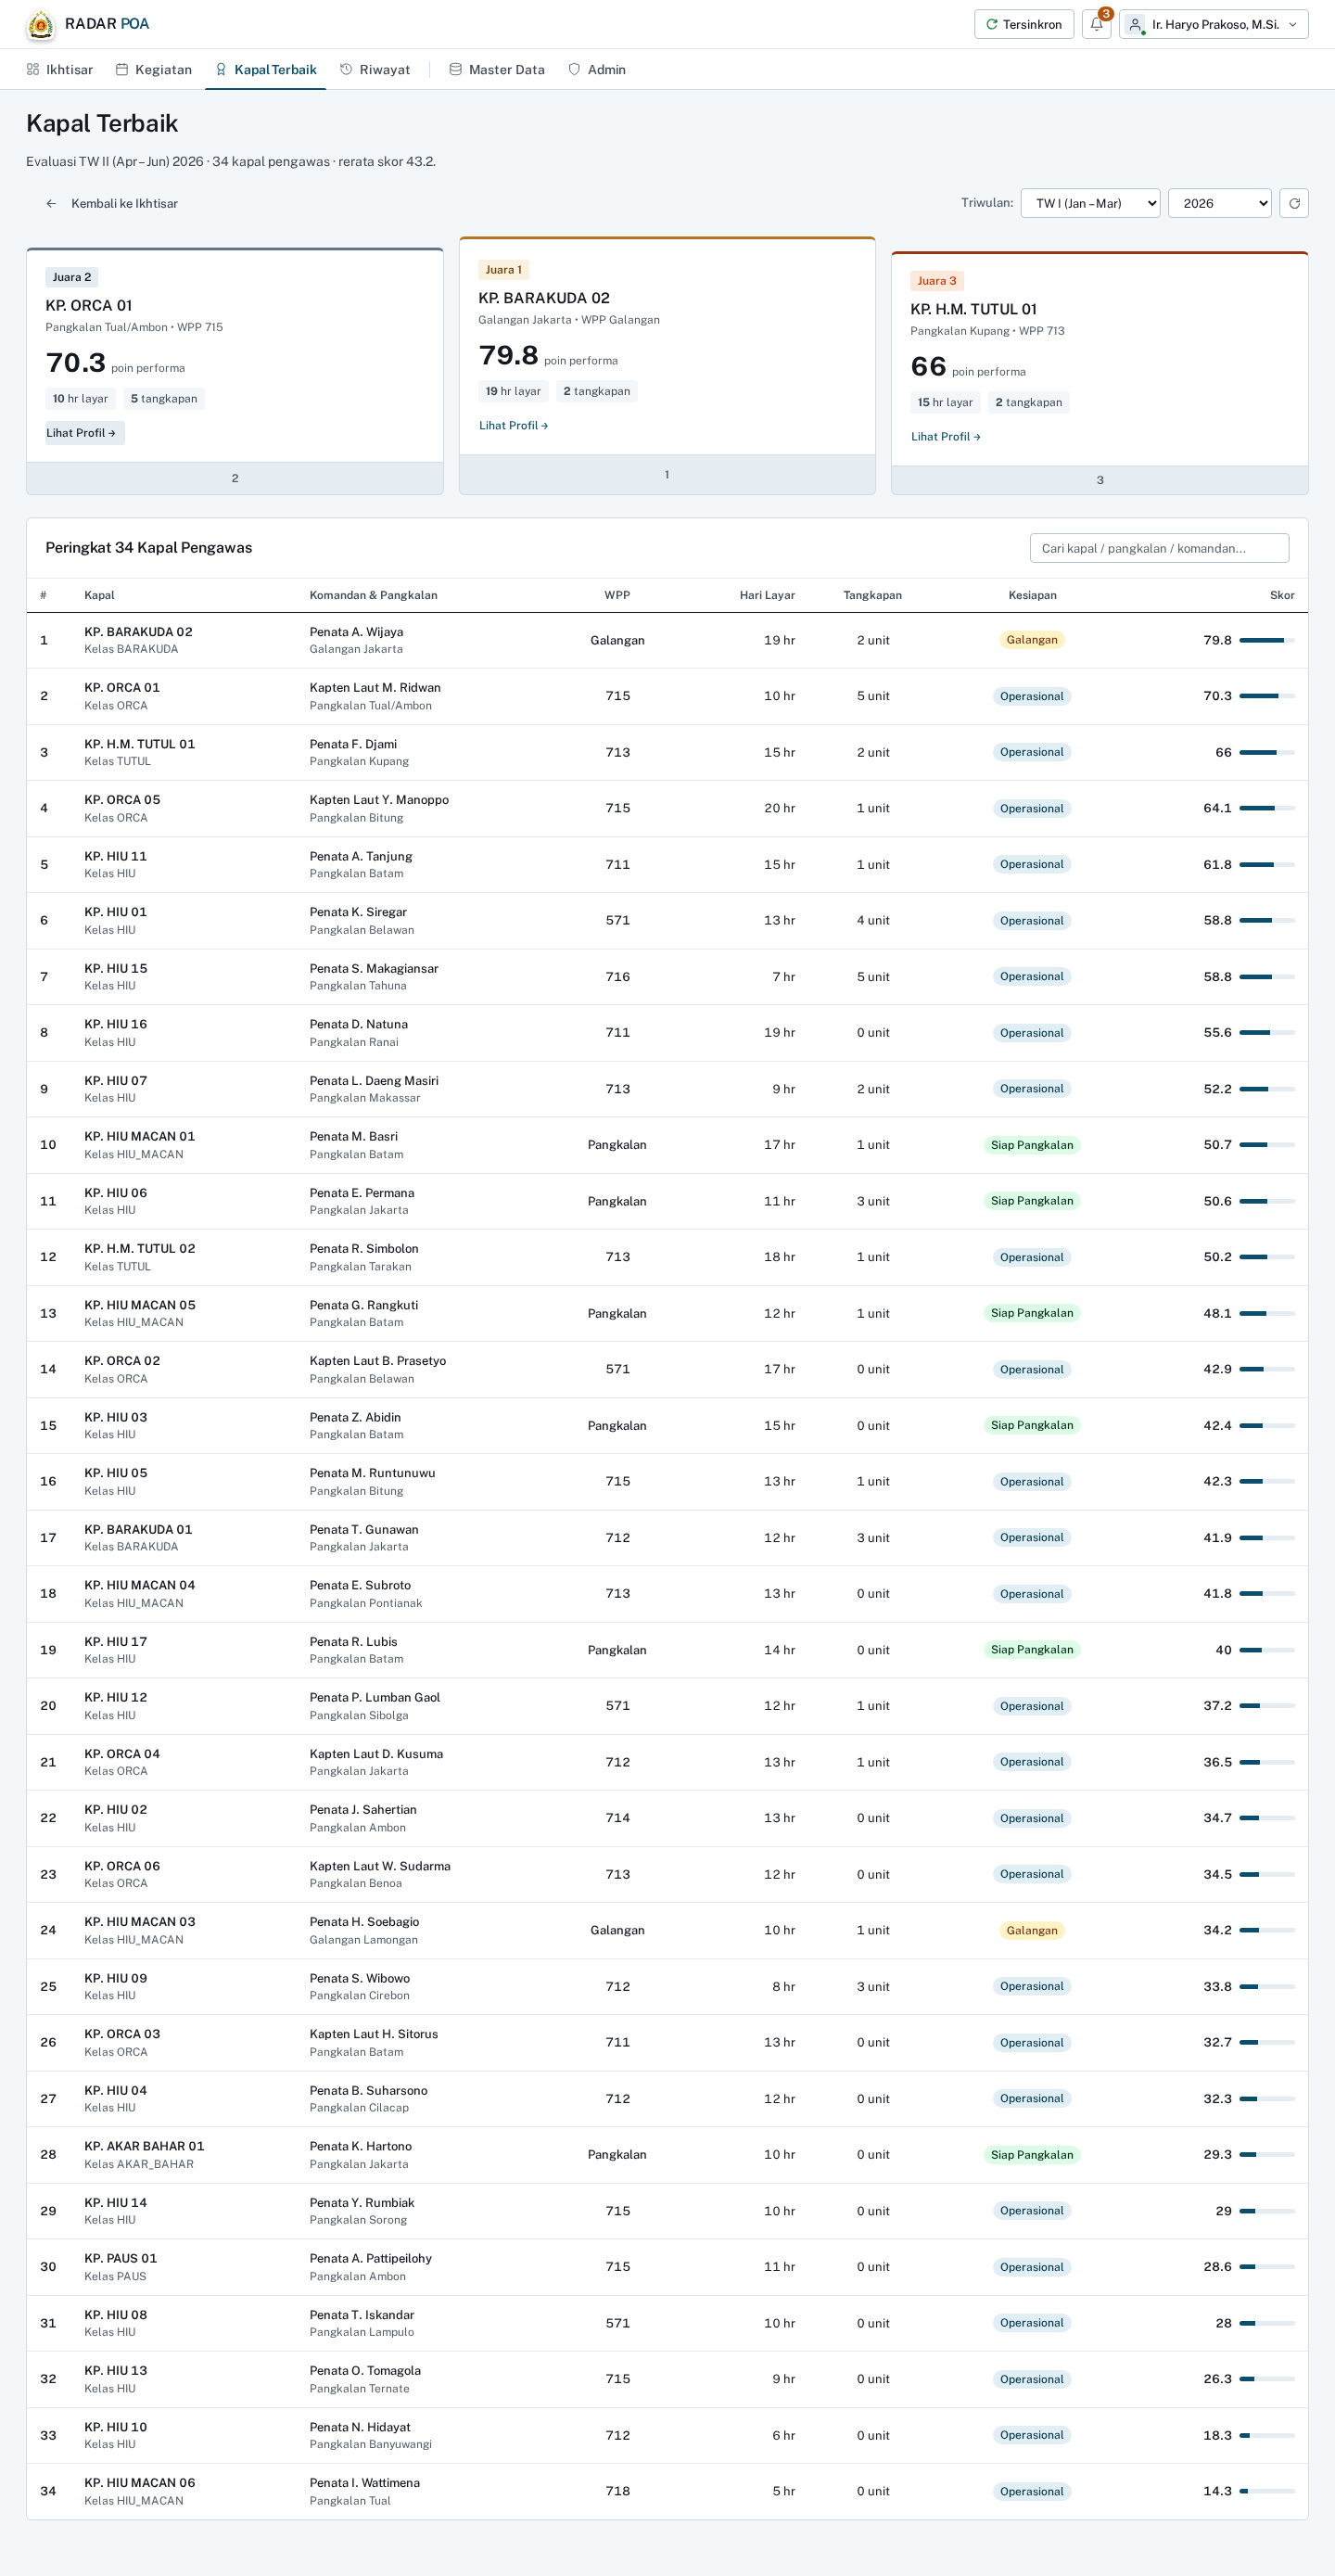 RADAR POA
Tersinkron
3
Ir. Haryo Prakoso, M.Si.
Ikhtisar
Kegiatan
Kapal Terbaik
Riwayat
Master Data
Admin
Kapal Terbaik
Evaluasi TW II (Apr–Jun) 2026 · 34 kapal pengawas · rerata skor 43.2.
← Kembali ke Ikhtisar
Triwulan:
TW I (Jan–Mar)
2026
Juara 2
KP. ORCA 01
Pangkalan Tual/Ambon • WPP 715
70.3 poin performa
10 hr layar
5 tangkapan
Lihat Profil →
2
Juara 1
KP. BARAKUDA 02
Galangan Jakarta • WPP Galangan
79.8 poin performa
19 hr layar
2 tangkapan
Lihat Profil →
1
Juara 3
KP. H.M. TUTUL 01
Pangkalan Kupang • WPP 713
66 poin performa
15 hr layar
2 tangkapan
Lihat Profil →
3
Peringkat 34 Kapal Pengawas
Cari kapal / pangkalan / komandan...
# Kapal Komandan & Pangkalan WPP Hari Layar Tangkapan Kesiapan Skor
1 KP. BARAKUDA 02 Penata A. Wijaya Galangan 19 hr 2 unit Galangan 79.8
Kelas BARAKUDA Galangan Jakarta
2 KP. ORCA 01 Kapten Laut M. Ridwan 715 10 hr 5 unit Operasional 70.3
Kelas ORCA Pangkalan Tual/Ambon
3 KP. H.M. TUTUL 01 Penata F. Djami 713 15 hr 2 unit Operasional 66
Kelas TUTUL Pangkalan Kupang
4 KP. ORCA 05 Kapten Laut Y. Manoppo 715 20 hr 1 unit Operasional 64.1
Kelas ORCA Pangkalan Bitung
5 KP. HIU 11 Penata A. Tanjung 711 15 hr 1 unit Operasional 61.8
Kelas HIU Pangkalan Batam
6 KP. HIU 01 Penata K. Siregar 571 13 hr 4 unit Operasional 58.8
Kelas HIU Pangkalan Belawan
7 KP. HIU 15 Penata S. Makagiansar 716 7 hr 5 unit Operasional 58.8
Kelas HIU Pangkalan Tahuna
8 KP. HIU 16 Penata D. Natuna 711 19 hr 0 unit Operasional 55.6
Kelas HIU Pangkalan Ranai
9 KP. HIU 07 Penata L. Daeng Masiri 713 9 hr 2 unit Operasional 52.2
Kelas HIU Pangkalan Makassar
10 KP. HIU MACAN 01 Penata M. Basri Pangkalan 17 hr 1 unit Siap Pangkalan 50.7
Kelas HIU_MACAN Pangkalan Batam
11 KP. HIU 06 Penata E. Permana Pangkalan 11 hr 3 unit Siap Pangkalan 50.6
Kelas HIU Pangkalan Jakarta
12 KP. H.M. TUTUL 02 Penata R. Simbolon 713 18 hr 1 unit Operasional 50.2
Kelas TUTUL Pangkalan Tarakan
13 KP. HIU MACAN 05 Penata G. Rangkuti Pangkalan 12 hr 1 unit Siap Pangkalan 48.1
Kelas HIU_MACAN Pangkalan Batam
14 KP. ORCA 02 Kapten Laut B. Prasetyo 571 17 hr 0 unit Operasional 42.9
Kelas ORCA Pangkalan Belawan
15 KP. HIU 03 Penata Z. Abidin Pangkalan 15 hr 0 unit Siap Pangkalan 42.4
Kelas HIU Pangkalan Batam
16 KP. HIU 05 Penata M. Runtunuwu 715 13 hr 1 unit Operasional 42.3
Kelas HIU Pangkalan Bitung
17 KP. BARAKUDA 01 Penata T. Gunawan 712 12 hr 3 unit Operasional 41.9
Kelas BARAKUDA Pangkalan Jakarta
18 KP. HIU MACAN 04 Penata E. Subroto 713 13 hr 0 unit Operasional 41.8
Kelas HIU_MACAN Pangkalan Pontianak
19 KP. HIU 17 Penata R. Lubis Pangkalan 14 hr 0 unit Siap Pangkalan 40
Kelas HIU Pangkalan Batam
20 KP. HIU 12 Penata P. Lumban Gaol 571 12 hr 1 unit Operasional 37.2
Kelas HIU Pangkalan Sibolga
21 KP. ORCA 04 Kapten Laut D. Kusuma 712 13 hr 1 unit Operasional 36.5
Kelas ORCA Pangkalan Jakarta
22 KP. HIU 02 Penata J. Sahertian 714 13 hr 0 unit Operasional 34.7
Kelas HIU Pangkalan Ambon
23 KP. ORCA 06 Kapten Laut W. Sudarma 713 12 hr 0 unit Operasional 34.5
Kelas ORCA Pangkalan Benoa
24 KP. HIU MACAN 03 Penata H. Soebagio Galangan 10 hr 1 unit Galangan 34.2
Kelas HIU_MACAN Galangan Lamongan
25 KP. HIU 09 Penata S. Wibowo 712 8 hr 3 unit Operasional 33.8
Kelas HIU Pangkalan Cirebon
26 KP. ORCA 03 Kapten Laut H. Sitorus 711 13 hr 0 unit Operasional 32.7
Kelas ORCA Pangkalan Batam
27 KP. HIU 04 Penata B. Suharsono 712 12 hr 0 unit Operasional 32.3
Kelas HIU Pangkalan Cilacap
28 KP. AKAR BAHAR 01 Penata K. Hartono Pangkalan 10 hr 0 unit Siap Pangkalan 29.3
Kelas AKAR_BAHAR Pangkalan Jakarta
29 KP. HIU 14 Penata Y. Rumbiak 715 10 hr 0 unit Operasional 29
Kelas HIU Pangkalan Sorong
30 KP. PAUS 01 Penata A. Pattipeilohy 715 11 hr 0 unit Operasional 28.6
Kelas PAUS Pangkalan Ambon
31 KP. HIU 08 Penata T. Iskandar 571 10 hr 0 unit Operasional 28
Kelas HIU Pangkalan Lampulo
32 KP. HIU 13 Penata O. Tomagola 715 9 hr 0 unit Operasional 26.3
Kelas HIU Pangkalan Ternate
33 KP. HIU 10 Penata N. Hidayat 712 6 hr 0 unit Operasional 18.3
Kelas HIU Pangkalan Banyuwangi
34 KP. HIU MACAN 06 Penata I. Wattimena 718 5 hr 0 unit Operasional 14.3
Kelas HIU_MACAN Pangkalan Tual